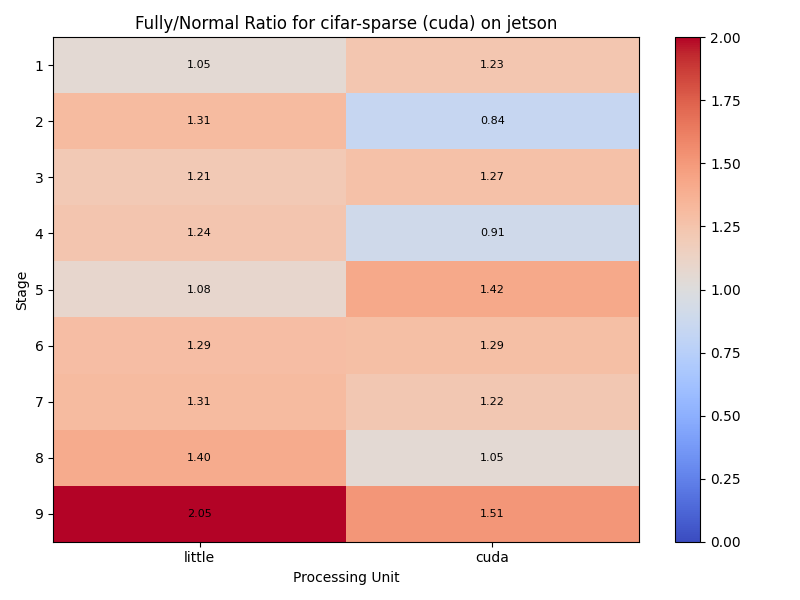 Fully/Normal Ratio for cifar-sparse (cuda) on jetson
2.00
1 1.05 1.23
1.75
2 1.31 0.84
3 1.21 1.27
1.50
4 1.24 0.91
1.25
Stage
5 1.08 1.42
1.00
6 1.29 1.29
0.75
7 1.31 1.22
0.50
8 1.40 1.05
0.25
9 2.05 1.51
0.00
little cuda
Processing Unit